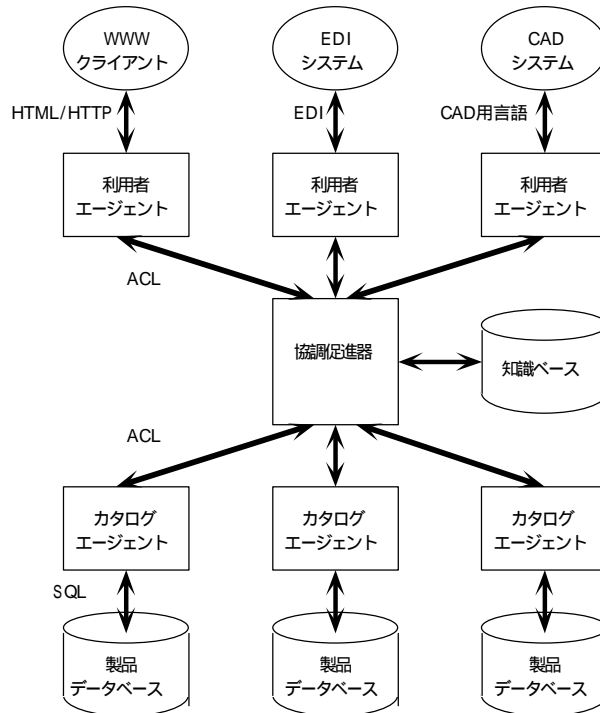 WWW
クライアント
EDI
システム
CAD
システム
HTML/HTTP
EDI
CAD用言語
利用者
エージェント
利用者
エージェント
利用者
エージェント
ACL
協調促進器
知識ベース
ACL
カタログ
エージェント
カタログ
エージェント
カタログ
エージェント
SQL
製品
データベース
製品
データベース
製品
データベース